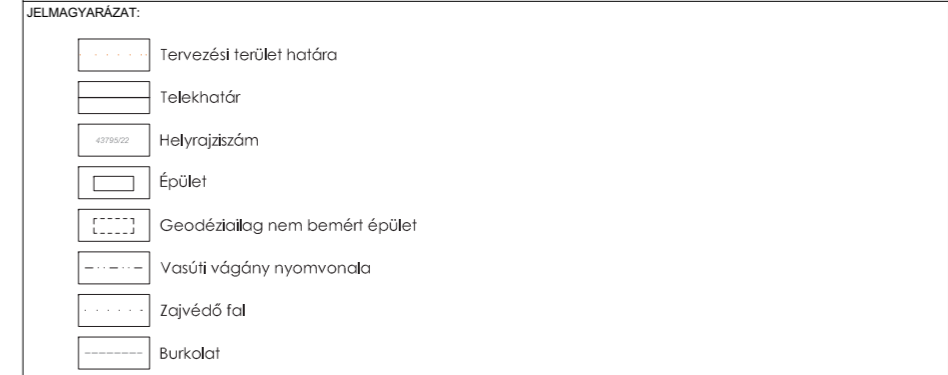 JELMAGYARÁZAT:
Tervezési terület határa
Telekhatár
43795/22 Helyrajziszám
Épület
Geodéziailag nem bemért épület
Vasúti vágány nyomvonala
Zajvédő fal
Burkolat